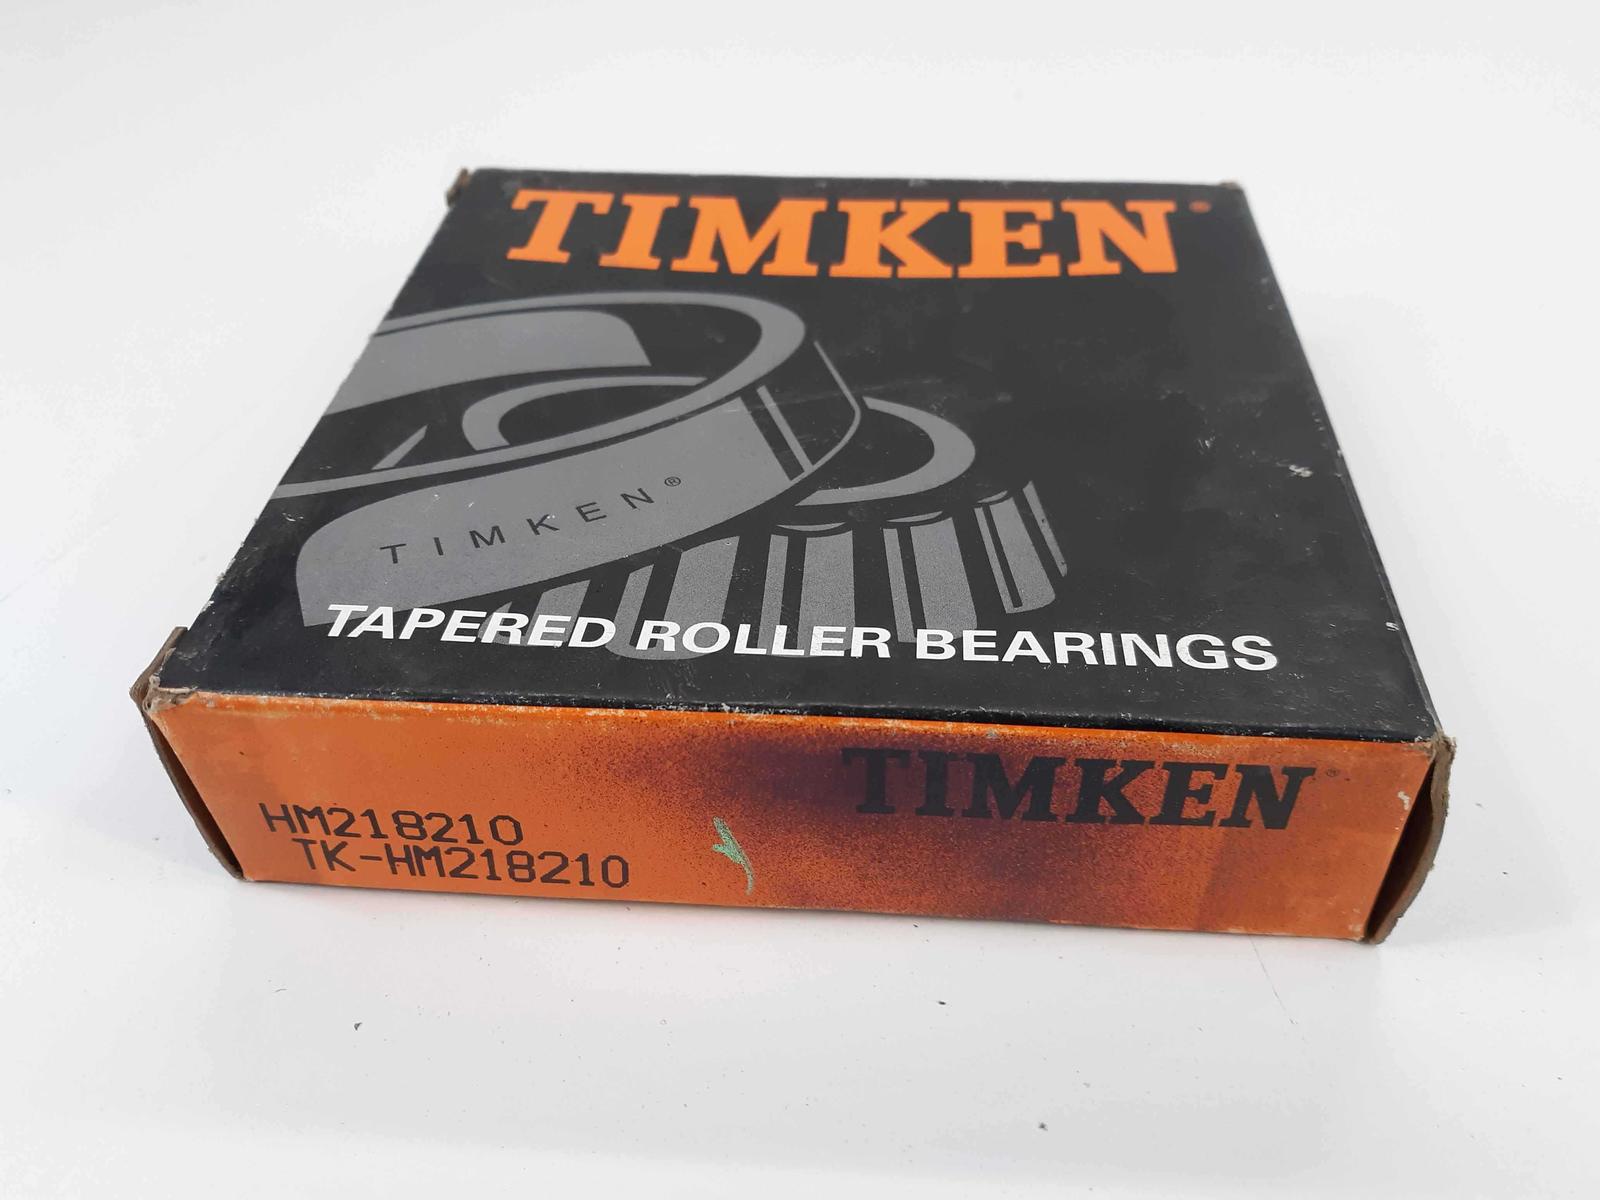 TIMKEN®
TIMKEN®
TAPERED ROLLER BEARINGS
TIMKEN®
HM218210
TK-HM218210